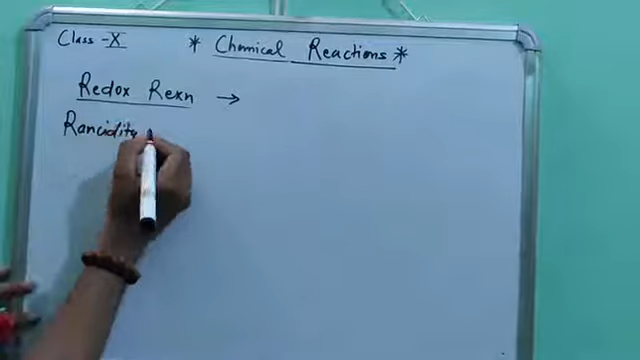 Class - X
* Chemical Reactions *
Redox Rexn →
Rancidity